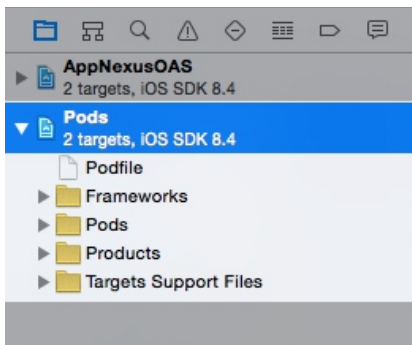 AppNexusOAS
2 targets, iOS SDK 8.4
Pods
2 targets, iOS SDK 8.4
Podfile
Frameworks
Pods
Products
Targets Support Files